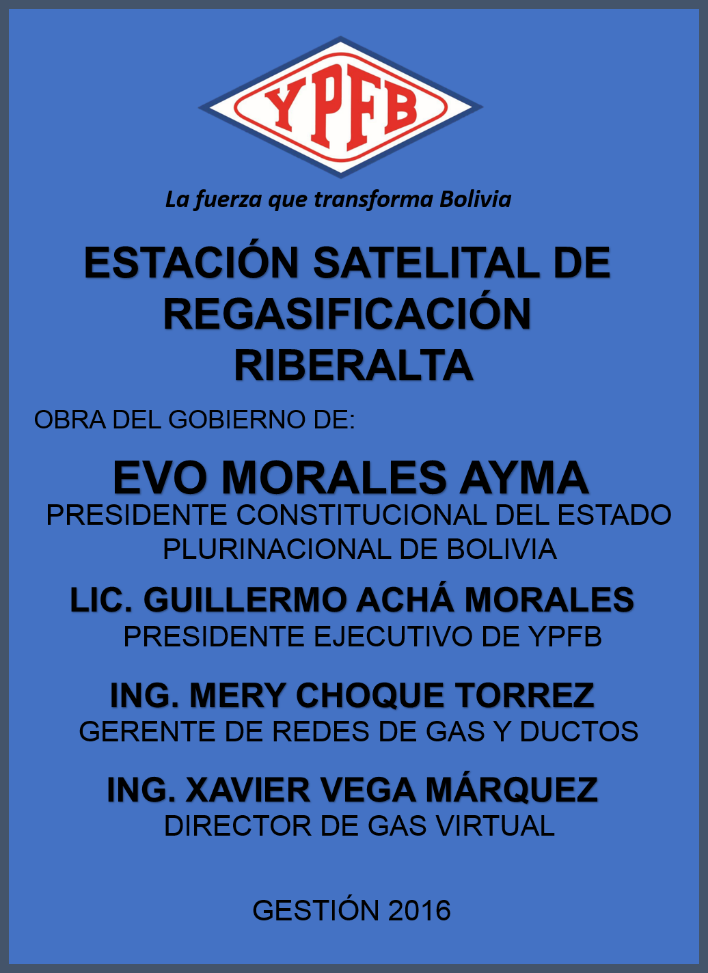 YPFB
La fuerza que transforma Bolivia
ESTACIÓN SATELITAL DE
REGASIFICACIÓN
RIBERALTA
OBRA DEL GOBIERNO DE:
EVO MORALES AYMA
PRESIDENTE CONSTITUCIONAL DEL ESTADO
PLURINACIONAL DE BOLIVIA
LIC. GUILLERMO ACHÁ MORALES
PRESIDENTE EJECUTIVO DE YPFB
ING. MERY CHOQUE TORREZ
GERENTE DE REDES DE GAS Y DUCTOS
ING. XAVIER VEGA MÁRQUEZ
DIRECTOR DE GAS VIRTUAL
GESTIÓN 2016